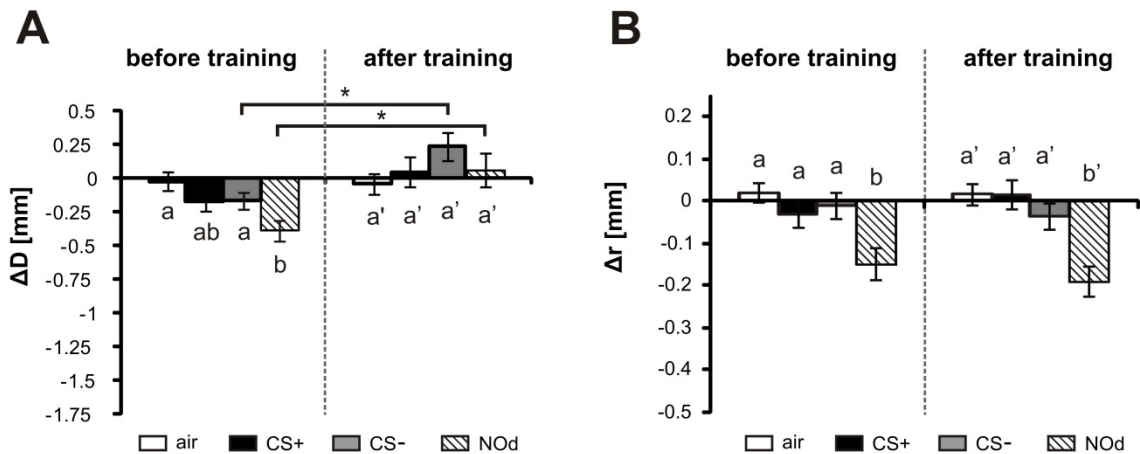 A
before training
after training
*
*
0.5
0.25
0
-0.25
-0.5
-0.75
-1
-1.25
-1.5
-1.75
ΔD [mm]
a
ab
a
b
a'
a’
a’
a’
air
CS+
CS−
NOd
B
before training
after training
0.2
0.1
0
-0.1
-0.2
-0.3
-0.4
-0.5
Δr [mm]
a
a
a
b
a’
a’
a’
b’
air
CS+
CS−
NOd